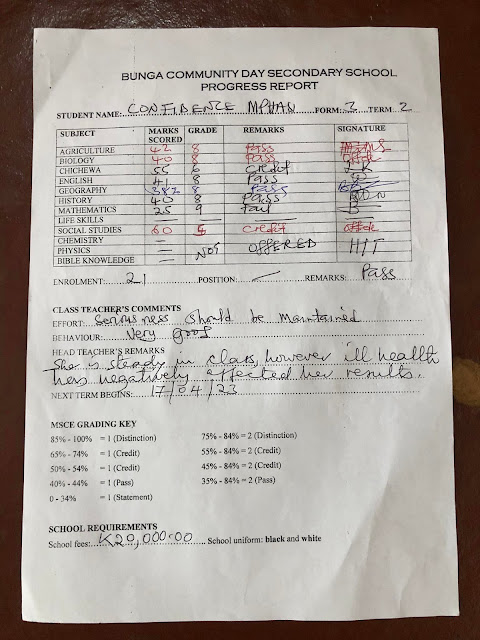 BUNGA COMMUNITY DAY SECONDARY SCHOOL
PROGRESS REPORT
STUDENT NAME: CONFIDENCE MPHAN FORM: 3 TERM: 2
SUBJECT MARKS SCORED GRADE REMARKS SIGNATURE
AGRICULTURE 42 8 Pass
BIOLOGY 40 8 Pass
CHICHEWA 55 6 Credit
ENGLISH 41 8 Pass
GEOGRAPHY 8 Pass
HISTORY 40 8 Pass
MATHEMATICS 25 9 Fail
LIFE SKILLS
SOCIAL STUDIES 60 Credit
CHEMISTRY —
PHYSICS — NOT OFFERED H/T
BIBLE KNOWLEDGE —
ENROLMENT: 21 POSITION: REMARKS: Pass
CLASS TEACHER'S COMMENTS
EFFORT: Seriousness should be maintained
BEHAVIOUR: Very good
HEAD TEACHER'S REMARKS
She is steady in class, however ill health
has negatively affected her results.
NEXT TERM BEGINS: 17/04/23
MSCE GRADING KEY
85% - 100% = 1 (Distinction) 75% - 84% = 2 (Distinction)
65% - 74% = 1 (Credit) 55% - 84% = 2 (Credit)
50% - 54% = 1 (Credit) 45% - 84% = 2 (Credit)
40% - 44% = 1 (Pass) 35% - 84% = 2 (Pass)
0 - 34% = 1 (Statement)
SCHOOL REQUIREMENTS
School fees: K20,000.00 School uniform: black and white